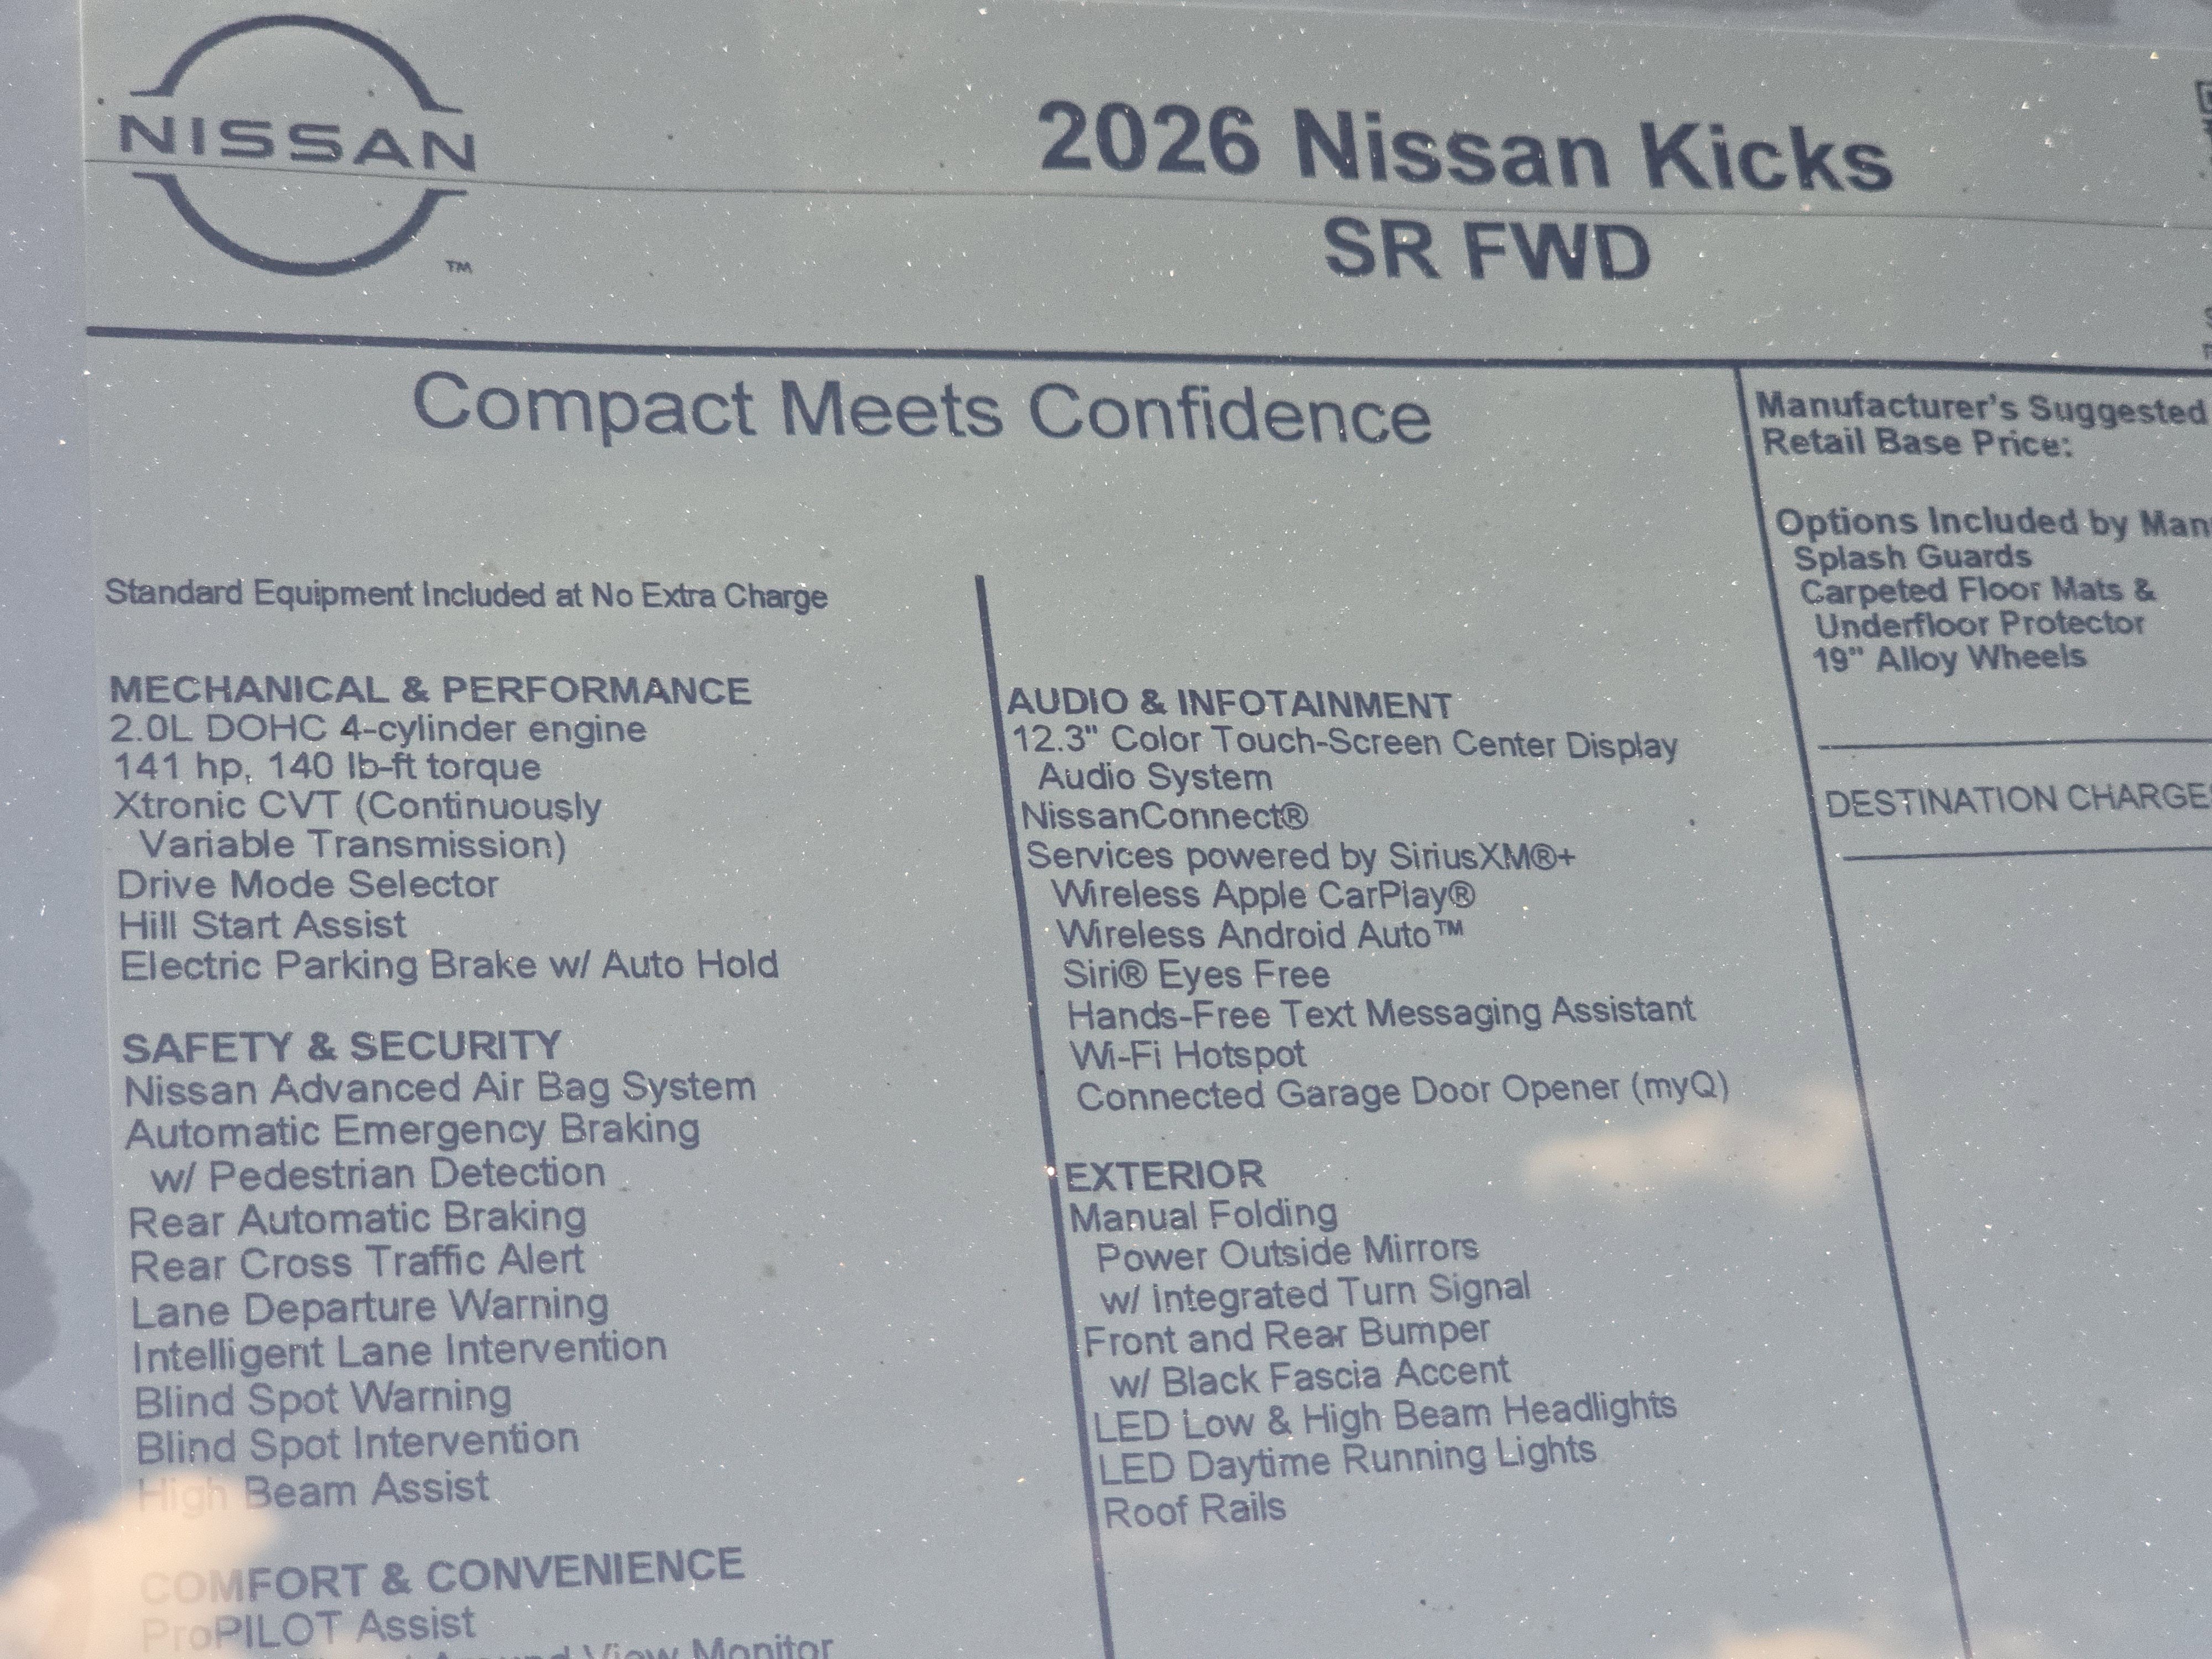 NISSAN
TM
2026 Nissan Kicks
SR FWD
Compact Meets Confidence
Standard Equipment Included at No Extra Charge
MECHANICAL & PERFORMANCE
2.0L DOHC 4-cylinder engine
141 hp, 140 lb-ft torque
Xtronic CVT (Continuously
Variable Transmission)
Drive Mode Selector
Hill Start Assist
Electric Parking Brake w/ Auto Hold
SAFETY & SECURITY
Nissan Advanced Air Bag System
Automatic Emergency Braking
w/ Pedestrian Detection
Rear Automatic Braking
Rear Cross Traffic Alert
Lane Departure Warning
Intelligent Lane Intervention
Blind Spot Warning
Blind Spot Intervention
High Beam Assist
COMFORT & CONVENIENCE
ProPILOT Assist
Around View Monitor
AUDIO & INFOTAINMENT
12.3" Color Touch-Screen Center Display
Audio System
NissanConnect®
Services powered by SiriusXM®+
Wireless Apple CarPlay®
Wireless Android Auto™
Siri® Eyes Free
Hands-Free Text Messaging Assistant
Wi-Fi Hotspot
Connected Garage Door Opener (myQ)
EXTERIOR
Manual Folding
Power Outside Mirrors
w/ integrated Turn Signal
Front and Rear Bumper
w/ Black Fascia Accent
LED Low & High Beam Headlights
LED Daytime Running Lights
Roof Rails
Manufacturer's Suggested
Retail Base Price:
Options Included by Man
Splash Guards
Carpeted Floor Mats &
Underfloor Protector
19" Alloy Wheels
DESTINATION CHARGES